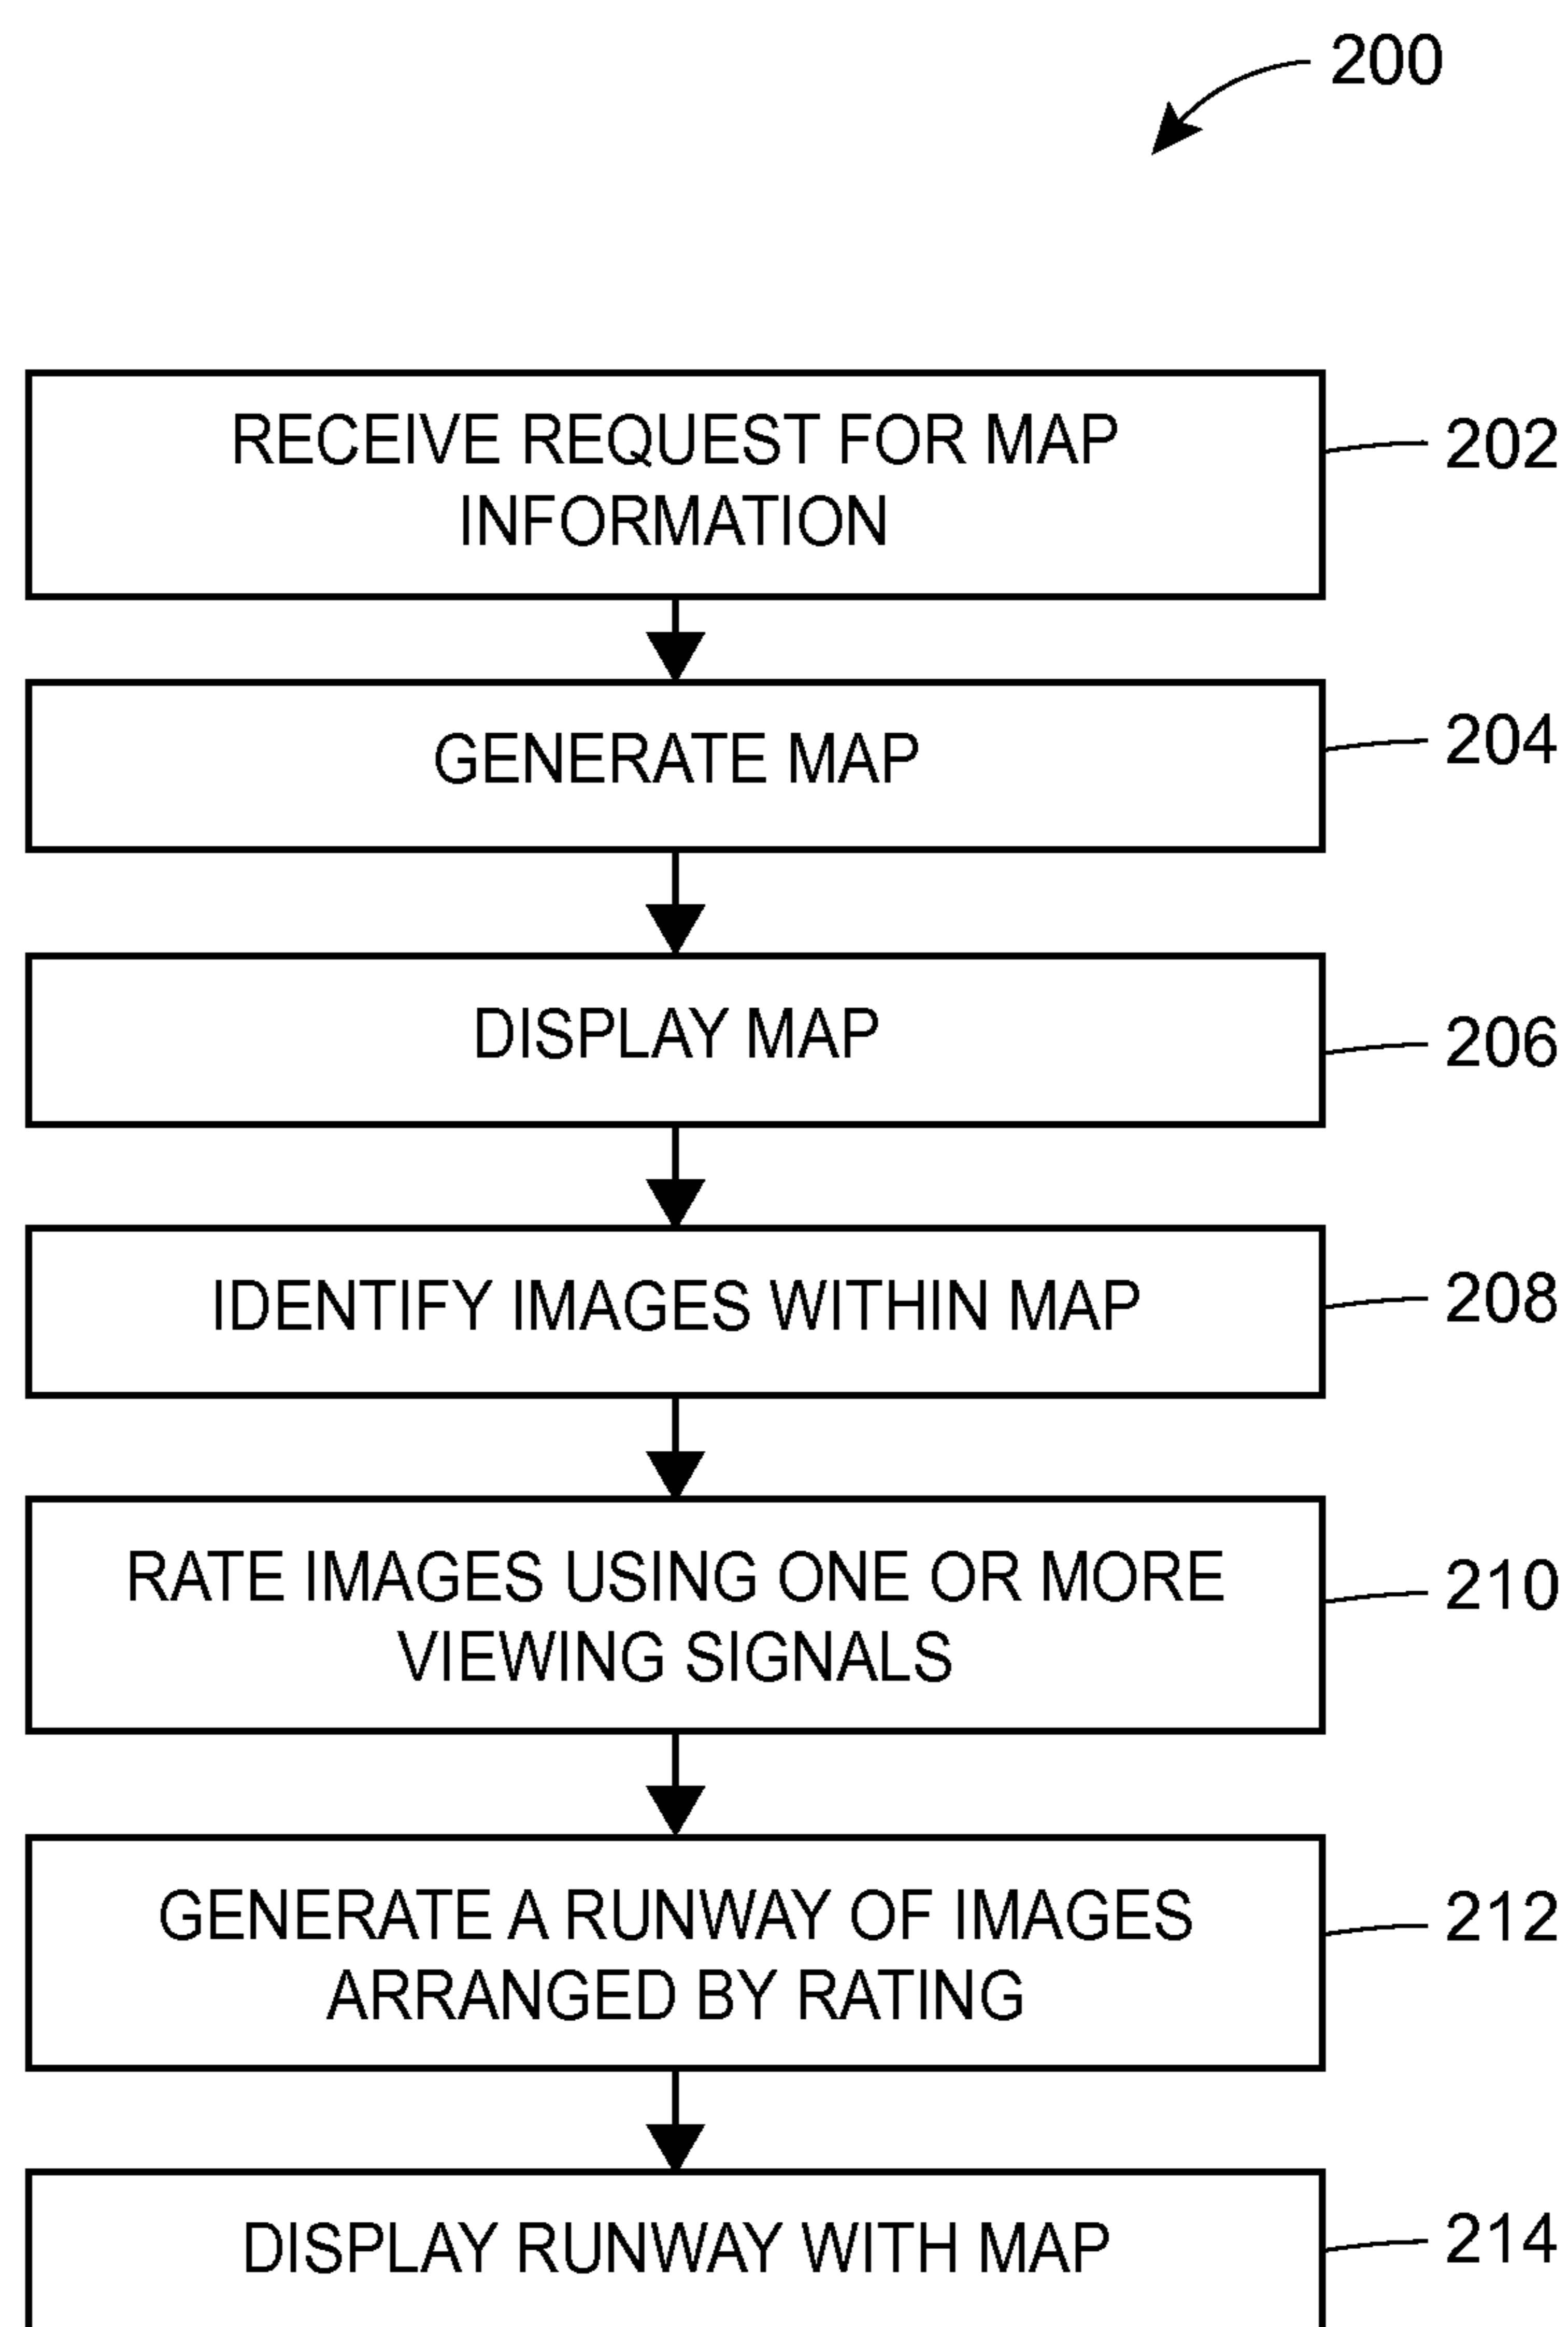 200
RECEIVE REQUEST FOR MAP
INFORMATION
202
GENERATE MAP
204
DISPLAY MAP
206
IDENTIFY IMAGES WITHIN MAP
208
RATE IMAGES USING ONE OR MORE
VIEWING SIGNALS
210
GENERATE A RUNWAY OF IMAGES
ARRANGED BY RATING
212
DISPLAY RUNWAY WITH MAP
214